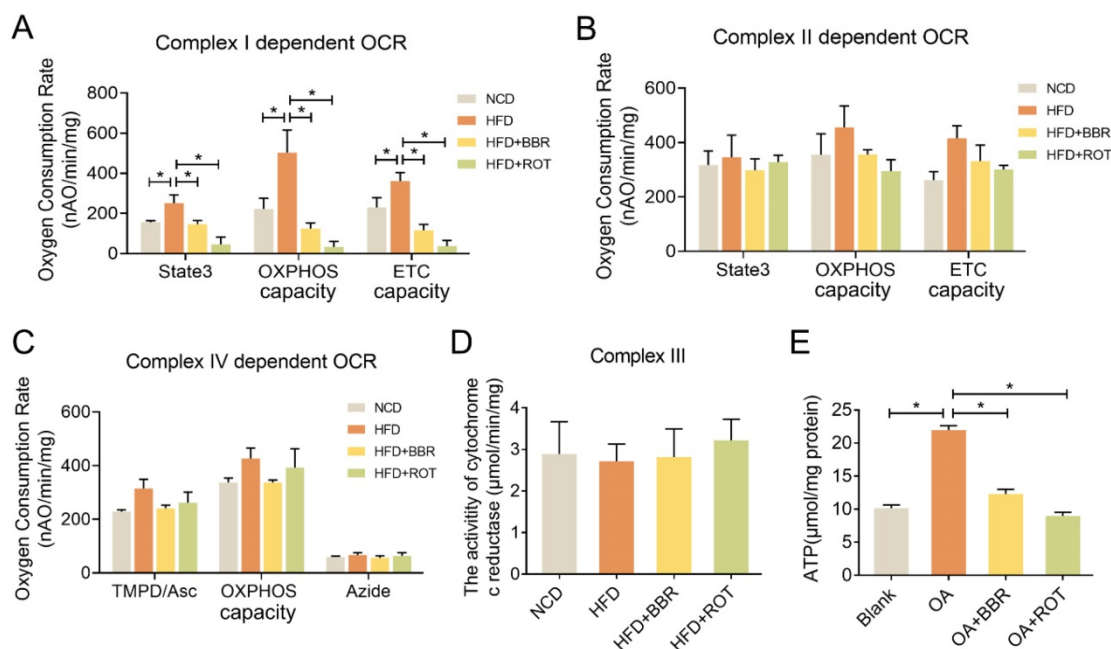 A
Complex I dependent OCR
Oxygen Consumption Rate
(nAO/min/mg)
800
600
400
200
0
* * * * * * * * *
State3
OXPHOS
capacity
ETC
capacity
NCD
HFD
HFD+BBR
HFD+ROT
B
Complex II dependent OCR
Oxygen Consumption Rate
(nAO/min/mg)
600
400
200
0
State3
OXPHOS
capacity
ETC
capacity
NCD
HFD
HFD+BBR
HFD+ROT
C
Complex IV dependent OCR
Oxygen Consumption Rate
(nAO/min/mg)
600
400
200
0
TMPD/Asc
OXPHOS
capacity
Azide
NCD
HFD
HFD+BBR
HFD+ROT
D
Complex III
The activitity of cytochrome
c reductase (μmol/min/mg)
4
3
2
1
0
NCD
HFD
HFD+BBR
HFD+ROT
E
ATP(μmol/mg protein)
25
20
15
10
5
0
* * *
Blank
OA
OA+BBR
OA+ROT